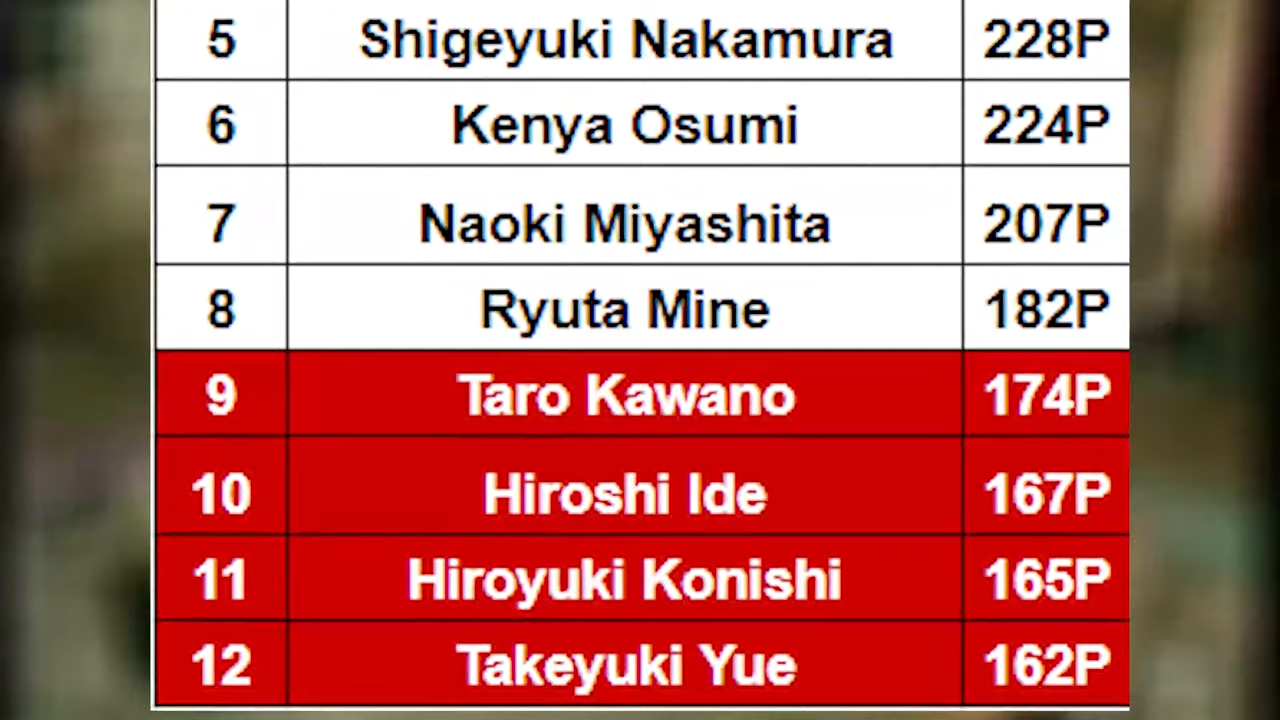 5 Shigeyuki Nakamura 228P
6 Kenya Osumi 224P
7 Naoki Miyashita 207P
8 Ryuta Mine 182P
9 Taro Kawano 174P
10 Hiroshi Ide 167P
11 Hiroyuki Konishi 165P
12 Takeyuki Yue 162P